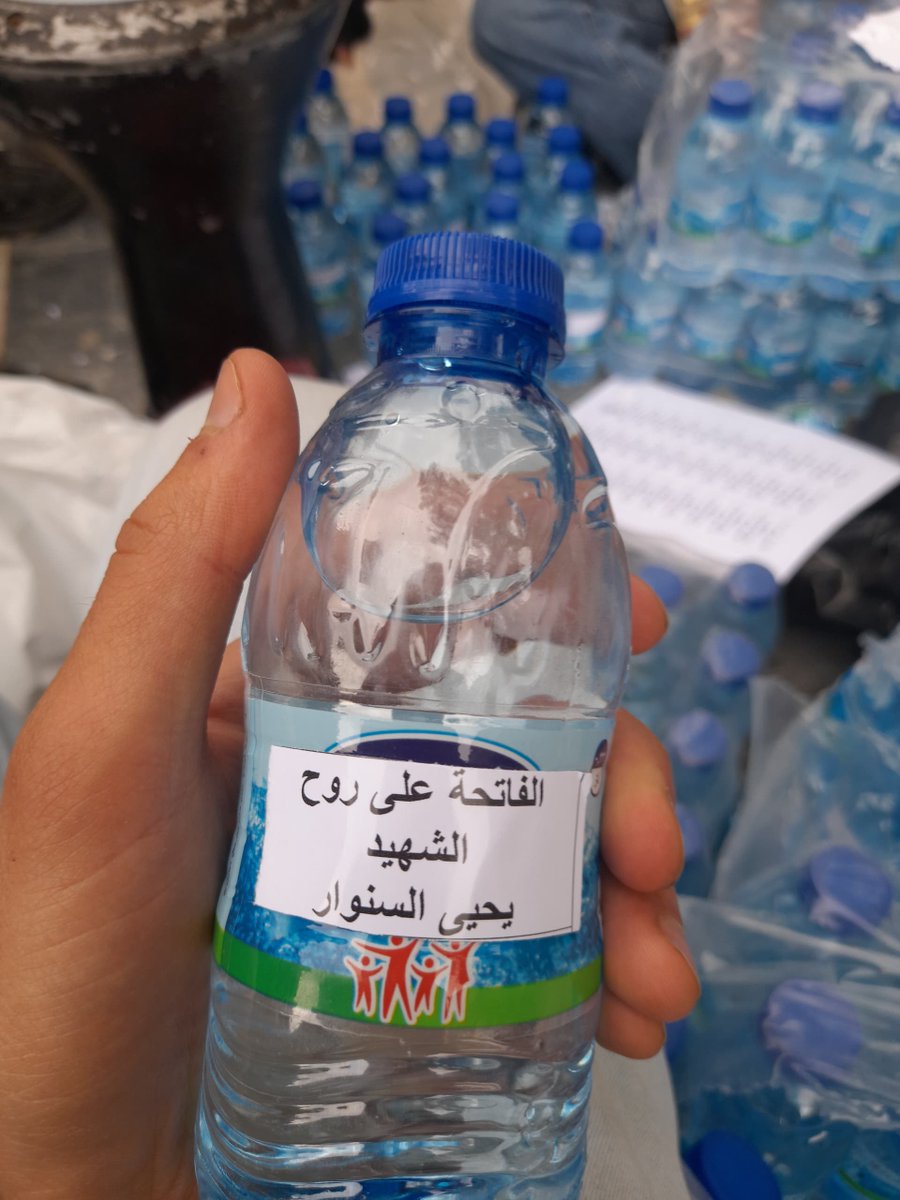 الفاتحة على روح
الشهيد
يحيى السنوار